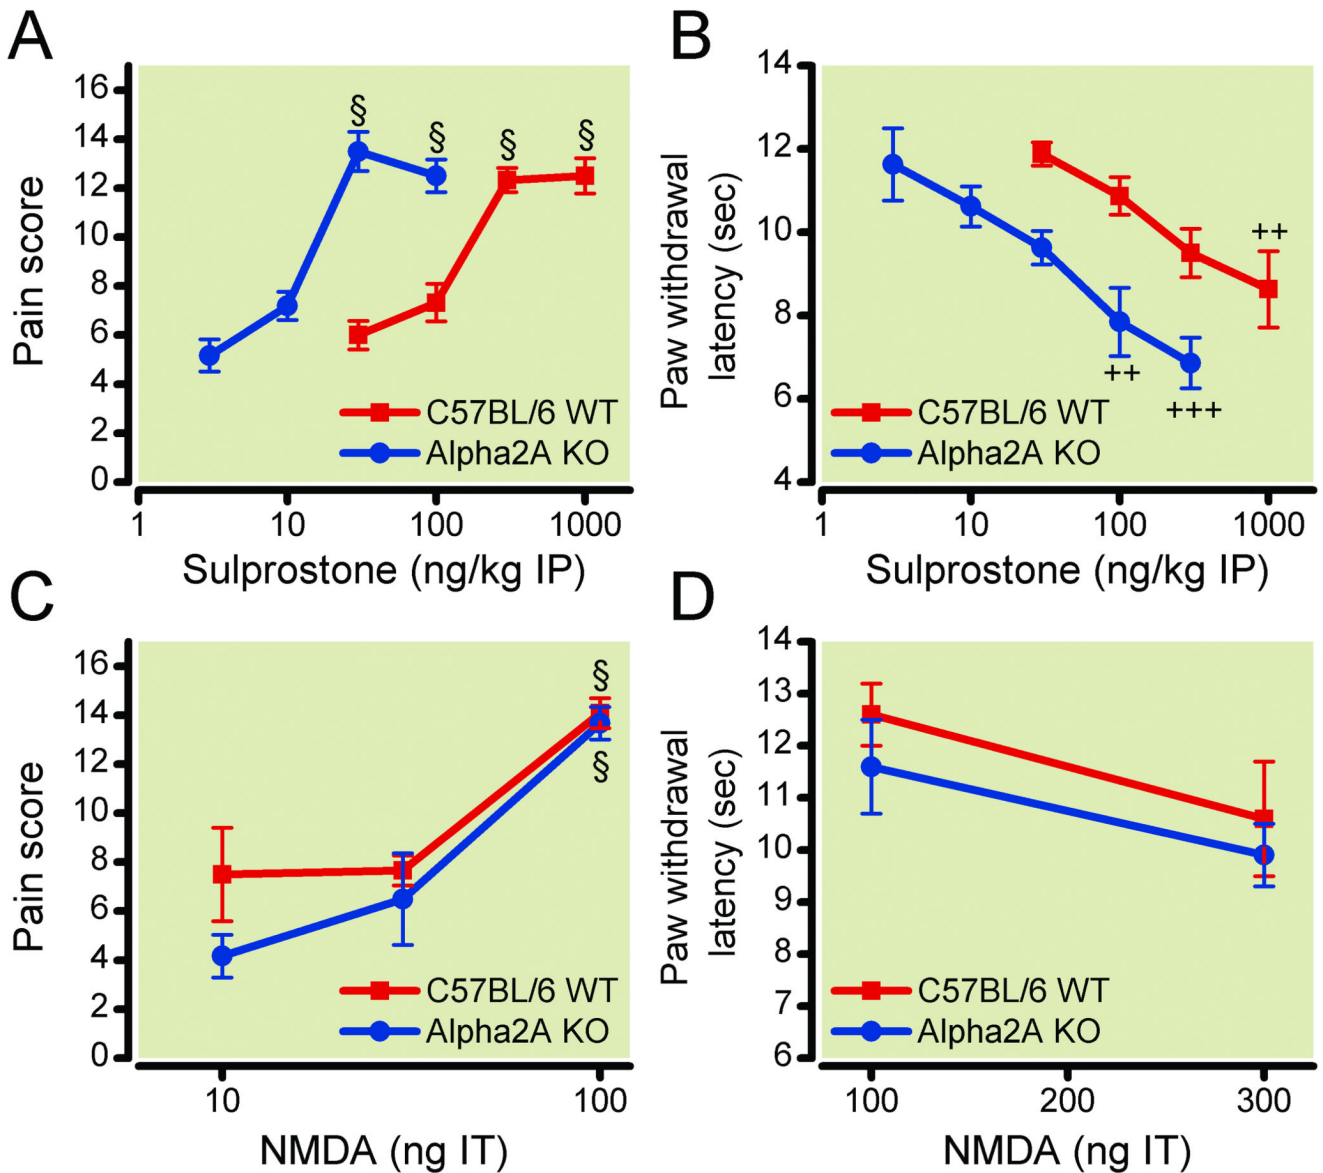 A
Pain score
16
14
12
10
8
6
4
2
0
§ § § §
C57BL/6 WT
Alpha2A KO
1 10 100 1000
Sulprostone (ng/kg IP)
B
Paw withdrawal
latency (sec)
14
12
10
8
6
4
++
++
+++
C57BL/6 WT
Alpha2A KO
1 10 100 1000
Sulprostone (ng/kg IP)
C
Pain score
16
14
12
10
8
6
4
2
0
§
§
C57BL/6 WT
Alpha2A KO
10 100
NMDA (ng IT)
D
Paw withdrawal
latency (sec)
14
13
12
11
10
9
8
7
6
C57BL/6 WT
Alpha2A KO
100 200 300
NMDA (ng IT)